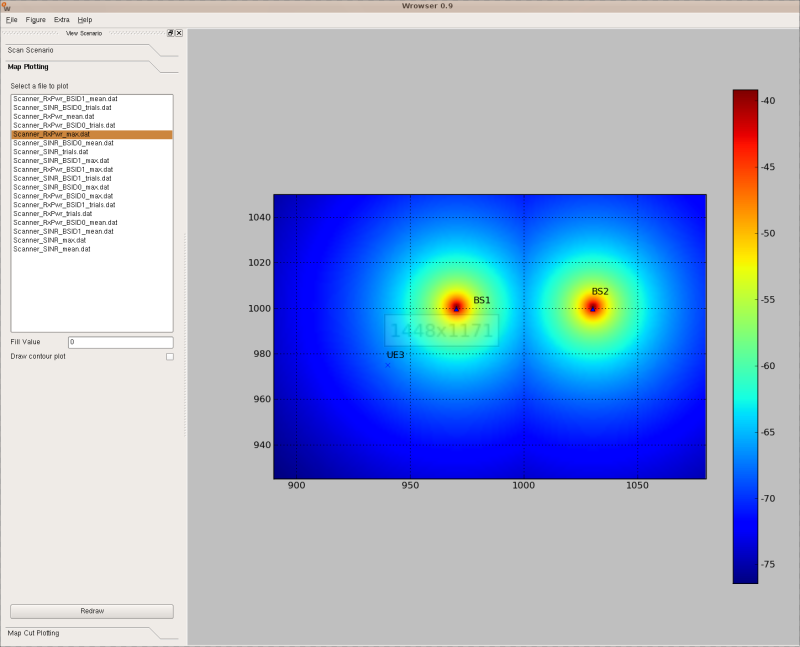 Wrowser 0.9
File Figure Extra Help
View Scenario
Scan Scenario
Map Plotting
Select a file to plot
Scanner_RxPwr_BSID1_mean.dat
Scanner_SINR_BSID0_trials.dat
Scanner_RxPwr_mean.dat
Scanner_RxPwr_BSID0_trials.dat
Scanner_RxPwr_max.dat
Scanner_SINR_BSID0_mean.dat
Scanner_SINR_trials.dat
Scanner_SINR_BSID1_max.dat
Scanner_RxPwr_BSID1_max.dat
Scanner_SINR_BSID1_trials.dat
Scanner_SINR_BSID0_max.dat
Scanner_RxPwr_BSID0_max.dat
Scanner_RxPwr_BSID1_trials.dat
Scanner_RxPwr_trials.dat
Scanner_RxPwr_BSID0_mean.dat
Scanner_SINR_BSID1_mean.dat
Scanner_SINR_max.dat
Scanner_SINR_mean.dat
Fill Value 0
Draw contour plot
Redraw
Map Cut Plotting
1040
1020
1000
980
960
940
900 950 1000 1050
BS1
BS2
1448x1171
UE3
-40
-45
-50
-55
-60
-65
-70
-75